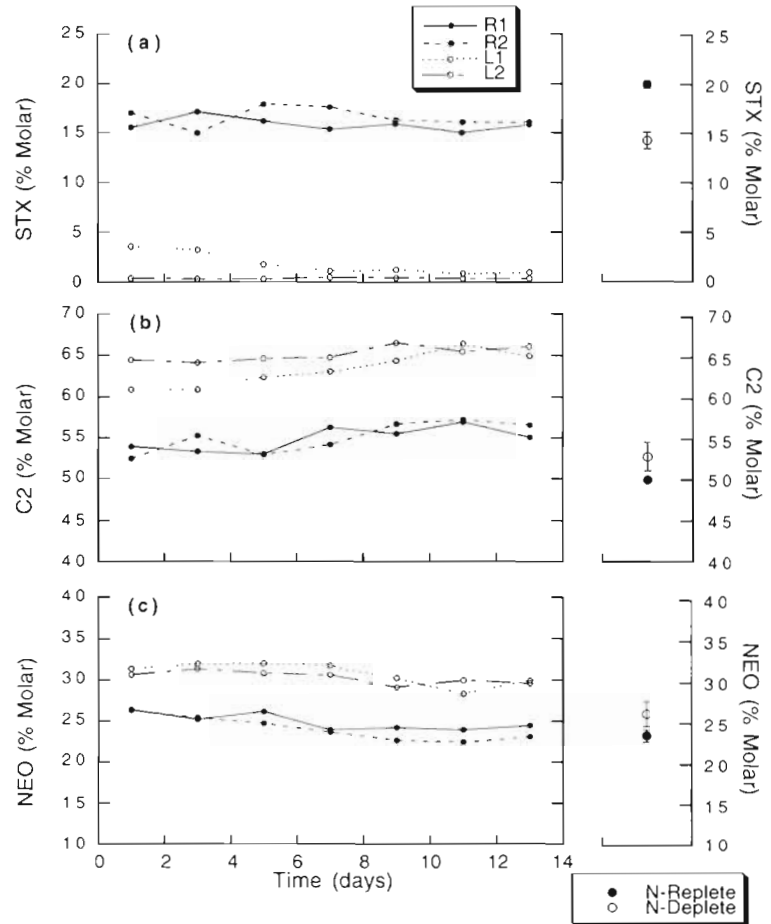 (a)
R1
R2
L1
L2
STX (% Molar)
25
20
15
10
5
0
25
20
15
10
5
0
STX (% Molar)
(b)
C2 (% Molar)
70
65
60
55
50
45
40
70
65
60
55
50
45
40
C2 (% Molar)
(c)
NEO (% Molar)
40
35
30
25
20
15
10
40
35
30
25
20
15
10
NEO (% Molar)
0 2 4 6 8 10 12 14
Time (days)
N-Replete
N-Deplete